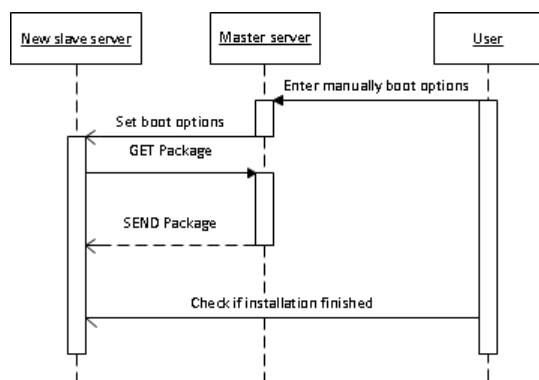 New slave server
Master server
User
Enter manually boot options
Set boot options
GET Package
SEND Package
Check if installation finished